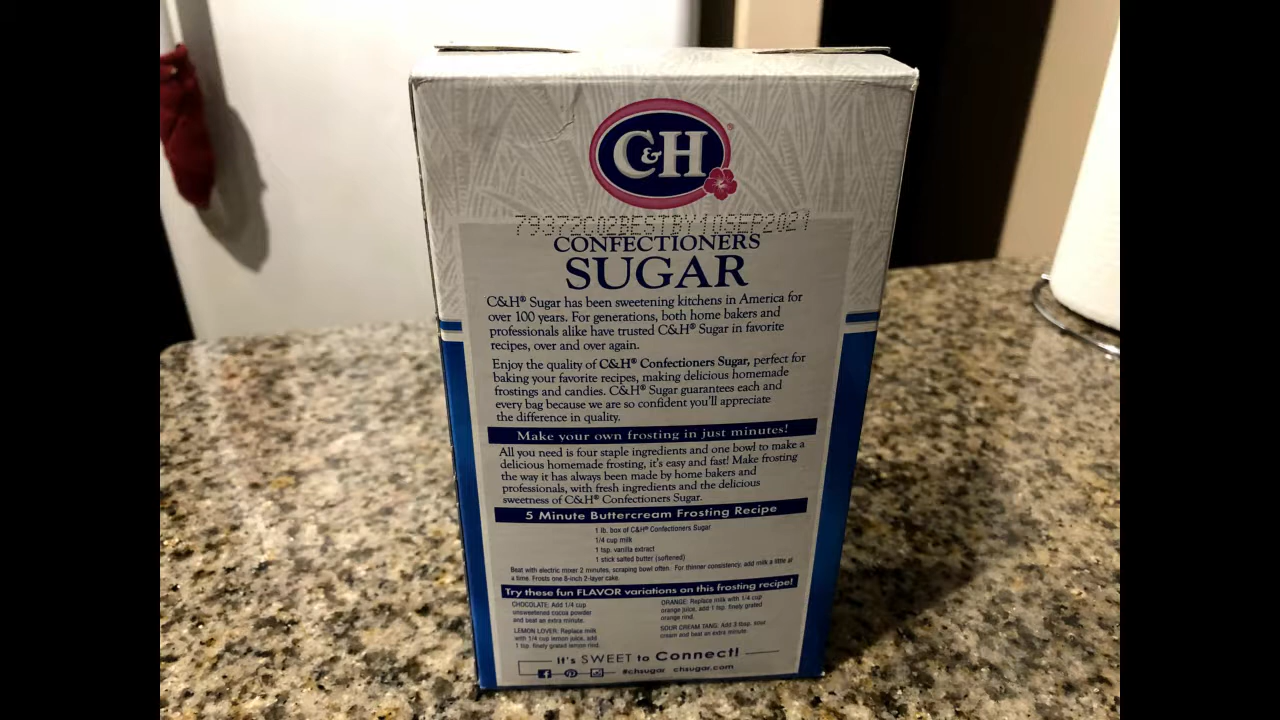 C&H®
79372C02BESTBY10SEP2021
CONFECTIONERS
SUGAR
C&H® Sugar has been sweetening kitchens in America for
over 100 years. For generations, both home bakers and
professionals alike have trusted C&H® Sugar in favorite
recipes, over and over again.
Enjoy the quality of C&H® Confectioners Sugar, perfect for
baking your favorite recipes, making delicious homemade
frostings and candies. C&H® Sugar guarantees each and
every bag because we are so confident you'll appreciate
the difference in quality.
Make your own frosting in just minutes!
All you need is four staple ingredients and one bowl to make a
delicious homemade frosting, it's easy and fast! Make frosting
the way it has always been made by home bakers and
professionals, with fresh ingredients and the delicious
sweetness of C&H® Confectioners Sugar.
5 Minute Buttercream Frosting Recipe
1 lb. box of C&H® Confectioners Sugar
1/4 cup milk
1 tsp. vanilla extract
1 stick salted butter (softened)
Beat with electric mixer 2 minutes, scraping bowl often. For thinner consistency, add milk a little at
a time. Frosts one 8-inch 2-layer cake.
Try these fun FLAVOR variations on this frosting recipe!
CHOCOLATE: Add 1/4 cup
unsweetened cocoa powder
and beat an extra minute.
LEMON LOVER: Replace milk
with 1/4 cup lemon juice, add
1 tsp. finely grated lemon rind.
ORANGE: Replace milk with 1/4 cup
orange juice, add 1 tsp. finely grated
orange rind.
SOUR CREAM TANG: Add 3 tbsp. sour
cream and beat an extra minute.
It's SWEET to Connect!
#chsugar chsugar.com